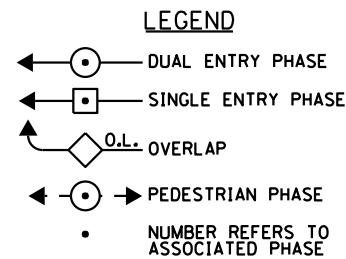 LEGEND
DUAL ENTRY PHASE
SINGLE ENTRY PHASE
O.L. OVERLAP
PEDESTRIAN PHASE
NUMBER REFERS TO
ASSOCIATED PHASE